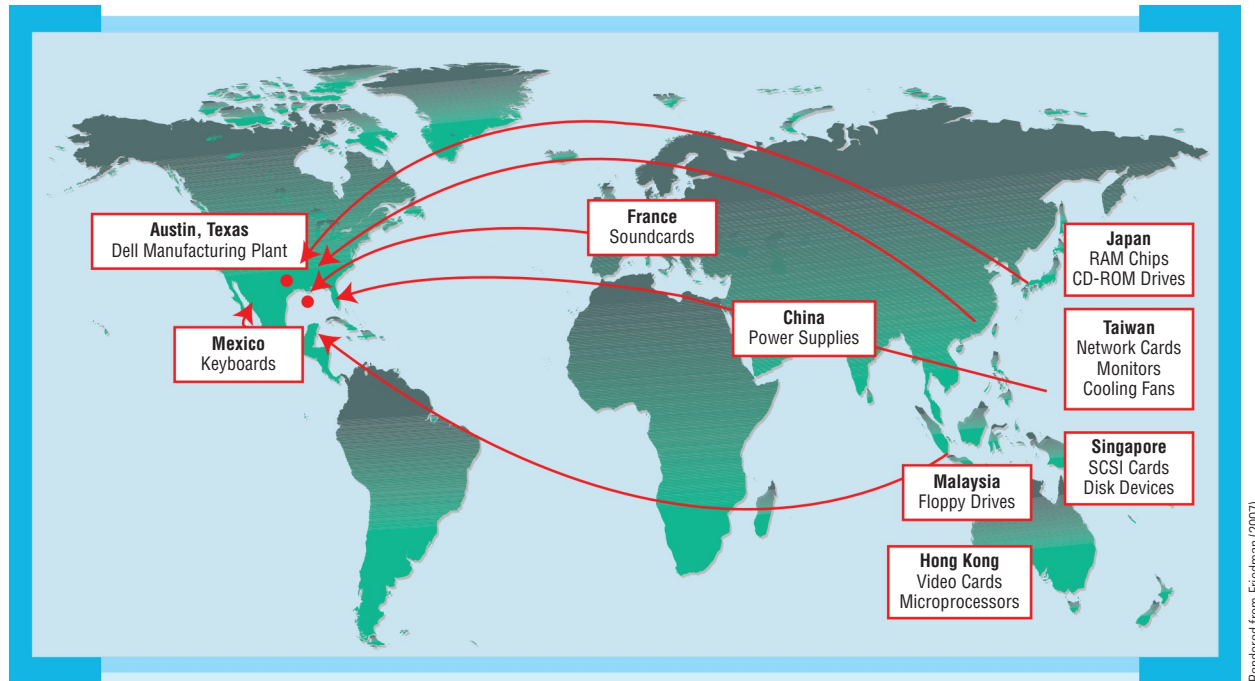 Austin, Texas
Dell Manufacturing Plant
Mexico
Keyboards
France
Soundcards
China
Power Supplies
Japan
RAM Chips
CD-ROM Drives
Taiwan
Network Cards
Monitors
Cooling Fans
Singapore
SCSI Cards
Disk Devices
Malaysia
Floppy Drives
Hong Kong
Video Cards
Microprocessors
Rendered from Friedman (2007)